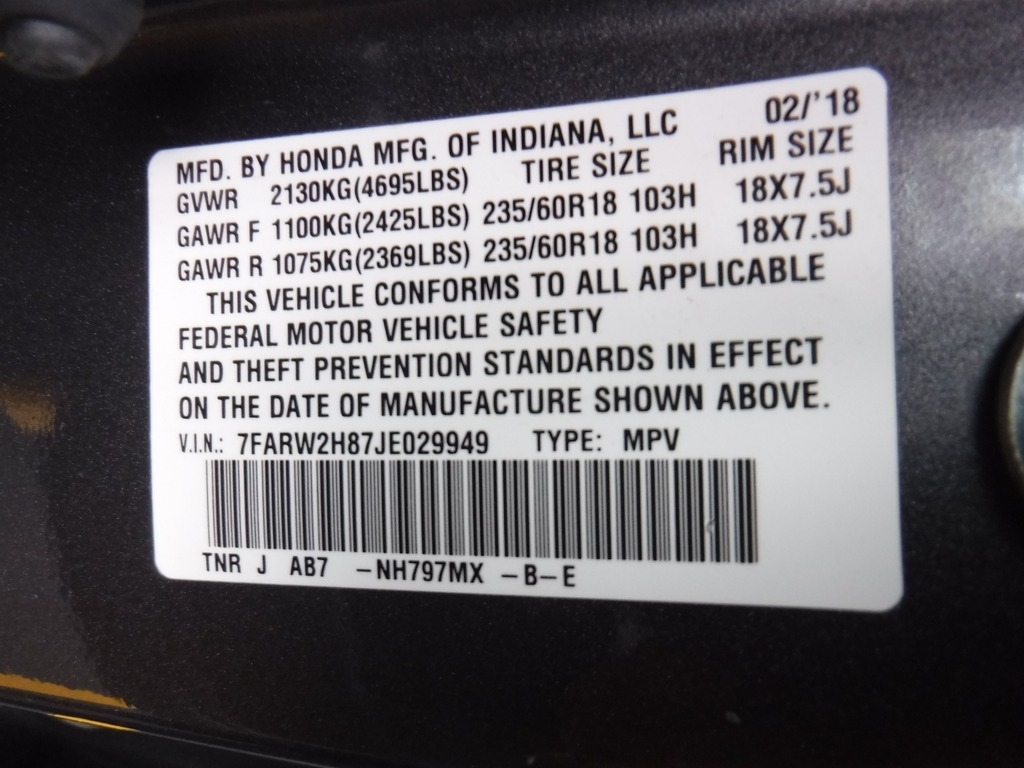 02/'18
MFD. BY HONDA MFG. OF INDIANA, LLC
GVWR 2130KG(4695LBS) TIRE SIZE RIM SIZE
GAWR F 1100KG(2425LBS) 235/60R18 103H 18X7.5J
GAWR R 1075KG(2369LBS) 235/60R18 103H 18X7.5J
THIS VEHICLE CONFORMS TO ALL APPLICABLE
FEDERAL MOTOR VEHICLE SAFETY
AND THEFT PREVENTION STANDARDS IN EFFECT
ON THE DATE OF MANUFACTURE SHOWN ABOVE.
V.I.N.: 7FARW2H87JE029949 TYPE: MPV
TNR J AB7 -NH797MX -B-E